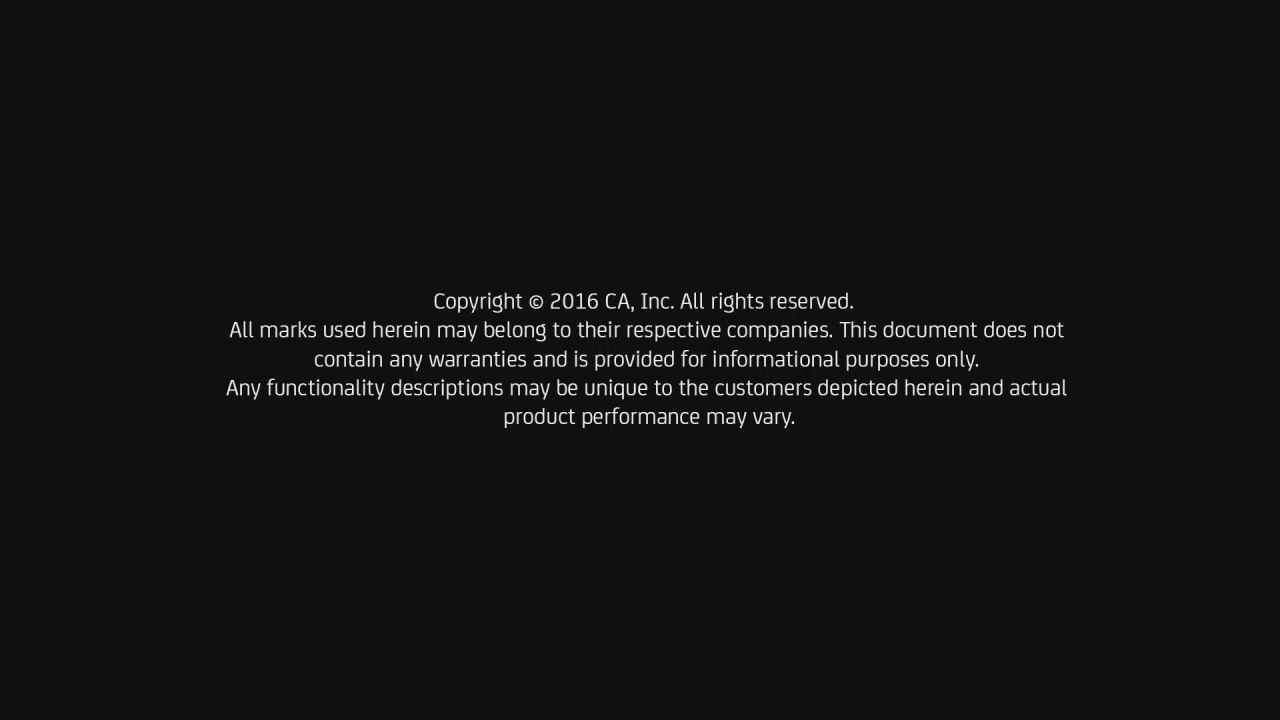 Copyright © 2016 CA, Inc. All rights reserved.
All marks used herein may belong to their respective companies. This document does not
contain any warranties and is provided for informational purposes only.
Any functionality descriptions may be unique to the customers depicted herein and actual
product performance may vary.